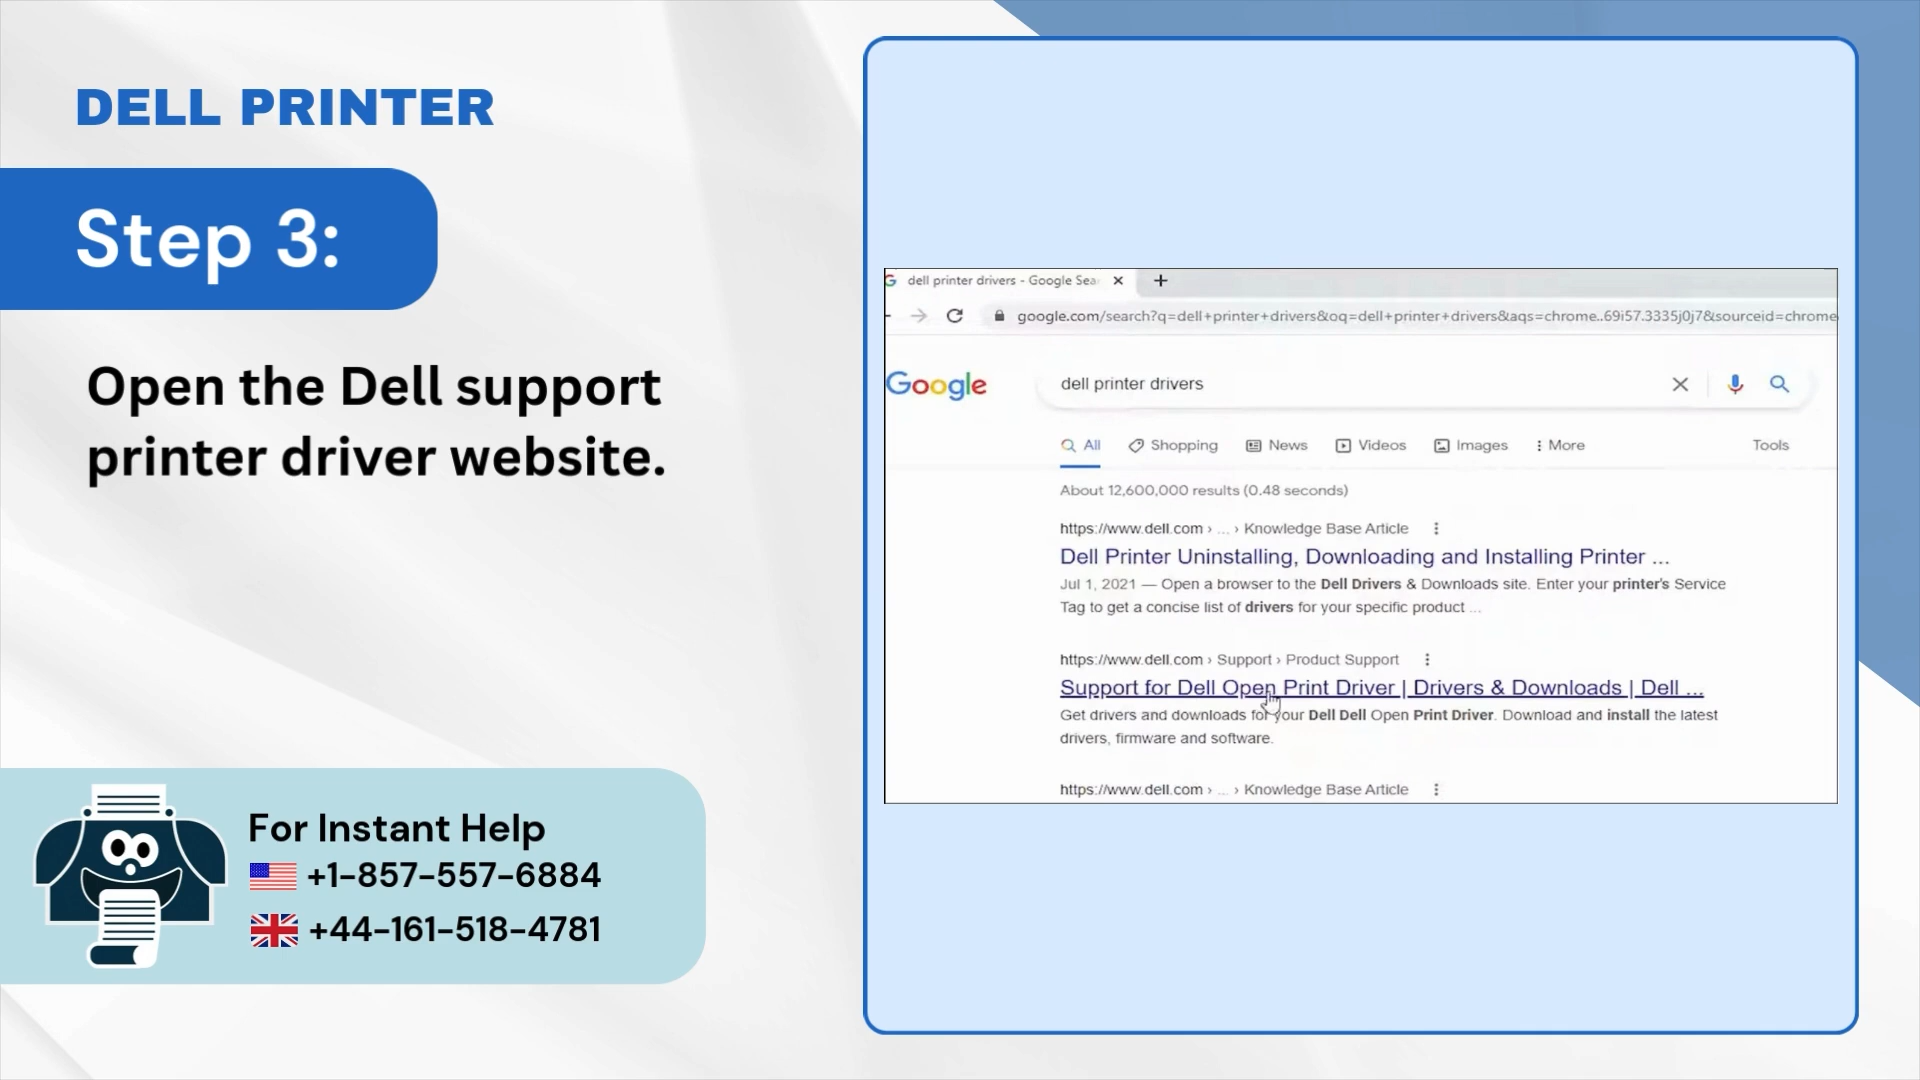 DELL PRINTER
Step 3:
Open the Dell support
printer driver website.
For Instant Help
+1-857-557-6884
+44-161-518-4781
dell printer drivers - Google Sea
google.com/search?q=dell+printer+drivers&oq=dell+printer+drivers&aqs=chrome..69i57.3335j0j7&sourceid=chrome
Google
dell printer drivers
All Shopping News Videos Images More Tools
About 12,600,000 results (0.48 seconds)
https://www.dell.com › ... › Knowledge Base Article
Dell Printer Uninstalling, Downloading and Installing Printer ...
Jul 1, 2021 — Open a browser to the Dell Drivers & Downloads site. Enter your printer's Service
Tag to get a concise list of drivers for your specific product ...
https://www.dell.com › Support › Product Support
Support for Dell Open Print Driver | Drivers & Downloads | Dell ...
Get drivers and downloads for your Dell Dell Open Print Driver. Download and install the latest
drivers, firmware and software.
https://www.dell.com › ... › Knowledge Base Article